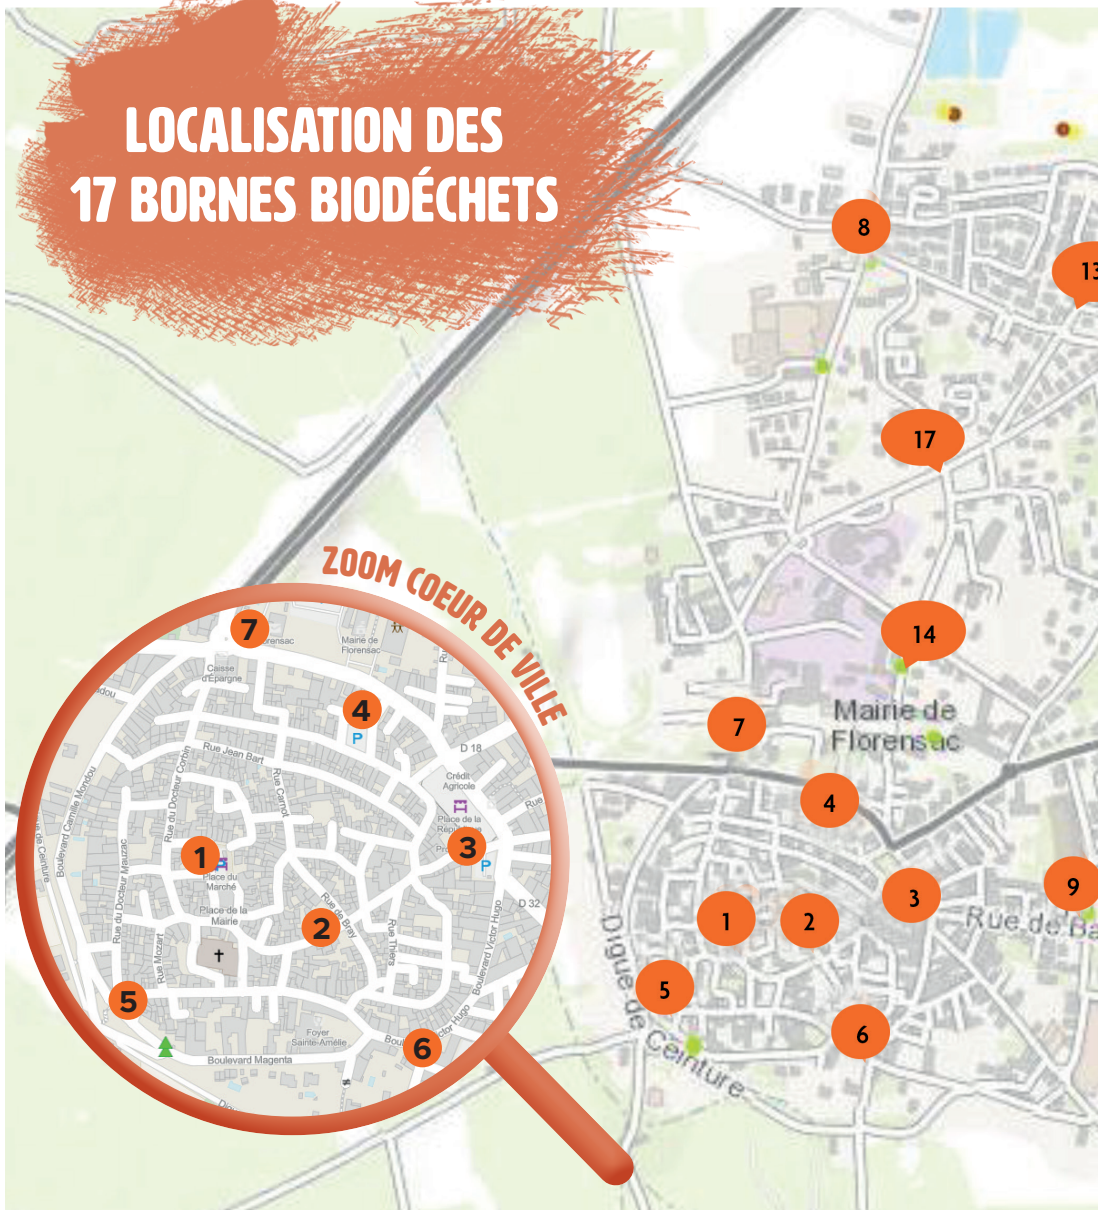 LOCALISATION DES
17 BORNES BIODÉCHETS
8
13
17
14
7
Mairie de
Florensac
4
3
9
1
2
Rue de Ba
5
6
Digue de Ceinture
ZOOM COEUR DE VILLE
7
Mairie de
Florensac
Caisse
d'Épargne
4
P
D 18
Rue Jean Bart
Rue du Docteur Corbin
Rue Carnot
Boulevard Camille Mondou
Crédit
Agricole
Place de la
3
P
1
Place du
Marché
Rue du Docteur Mauzac
Place de la
Mairie
2
Rue de Bray
Rue Thiers
D 32
Boulevard Victor Hugo
Rue Mozart
5
Foyer
Sainte-Amélie
6
Boulevard Magenta